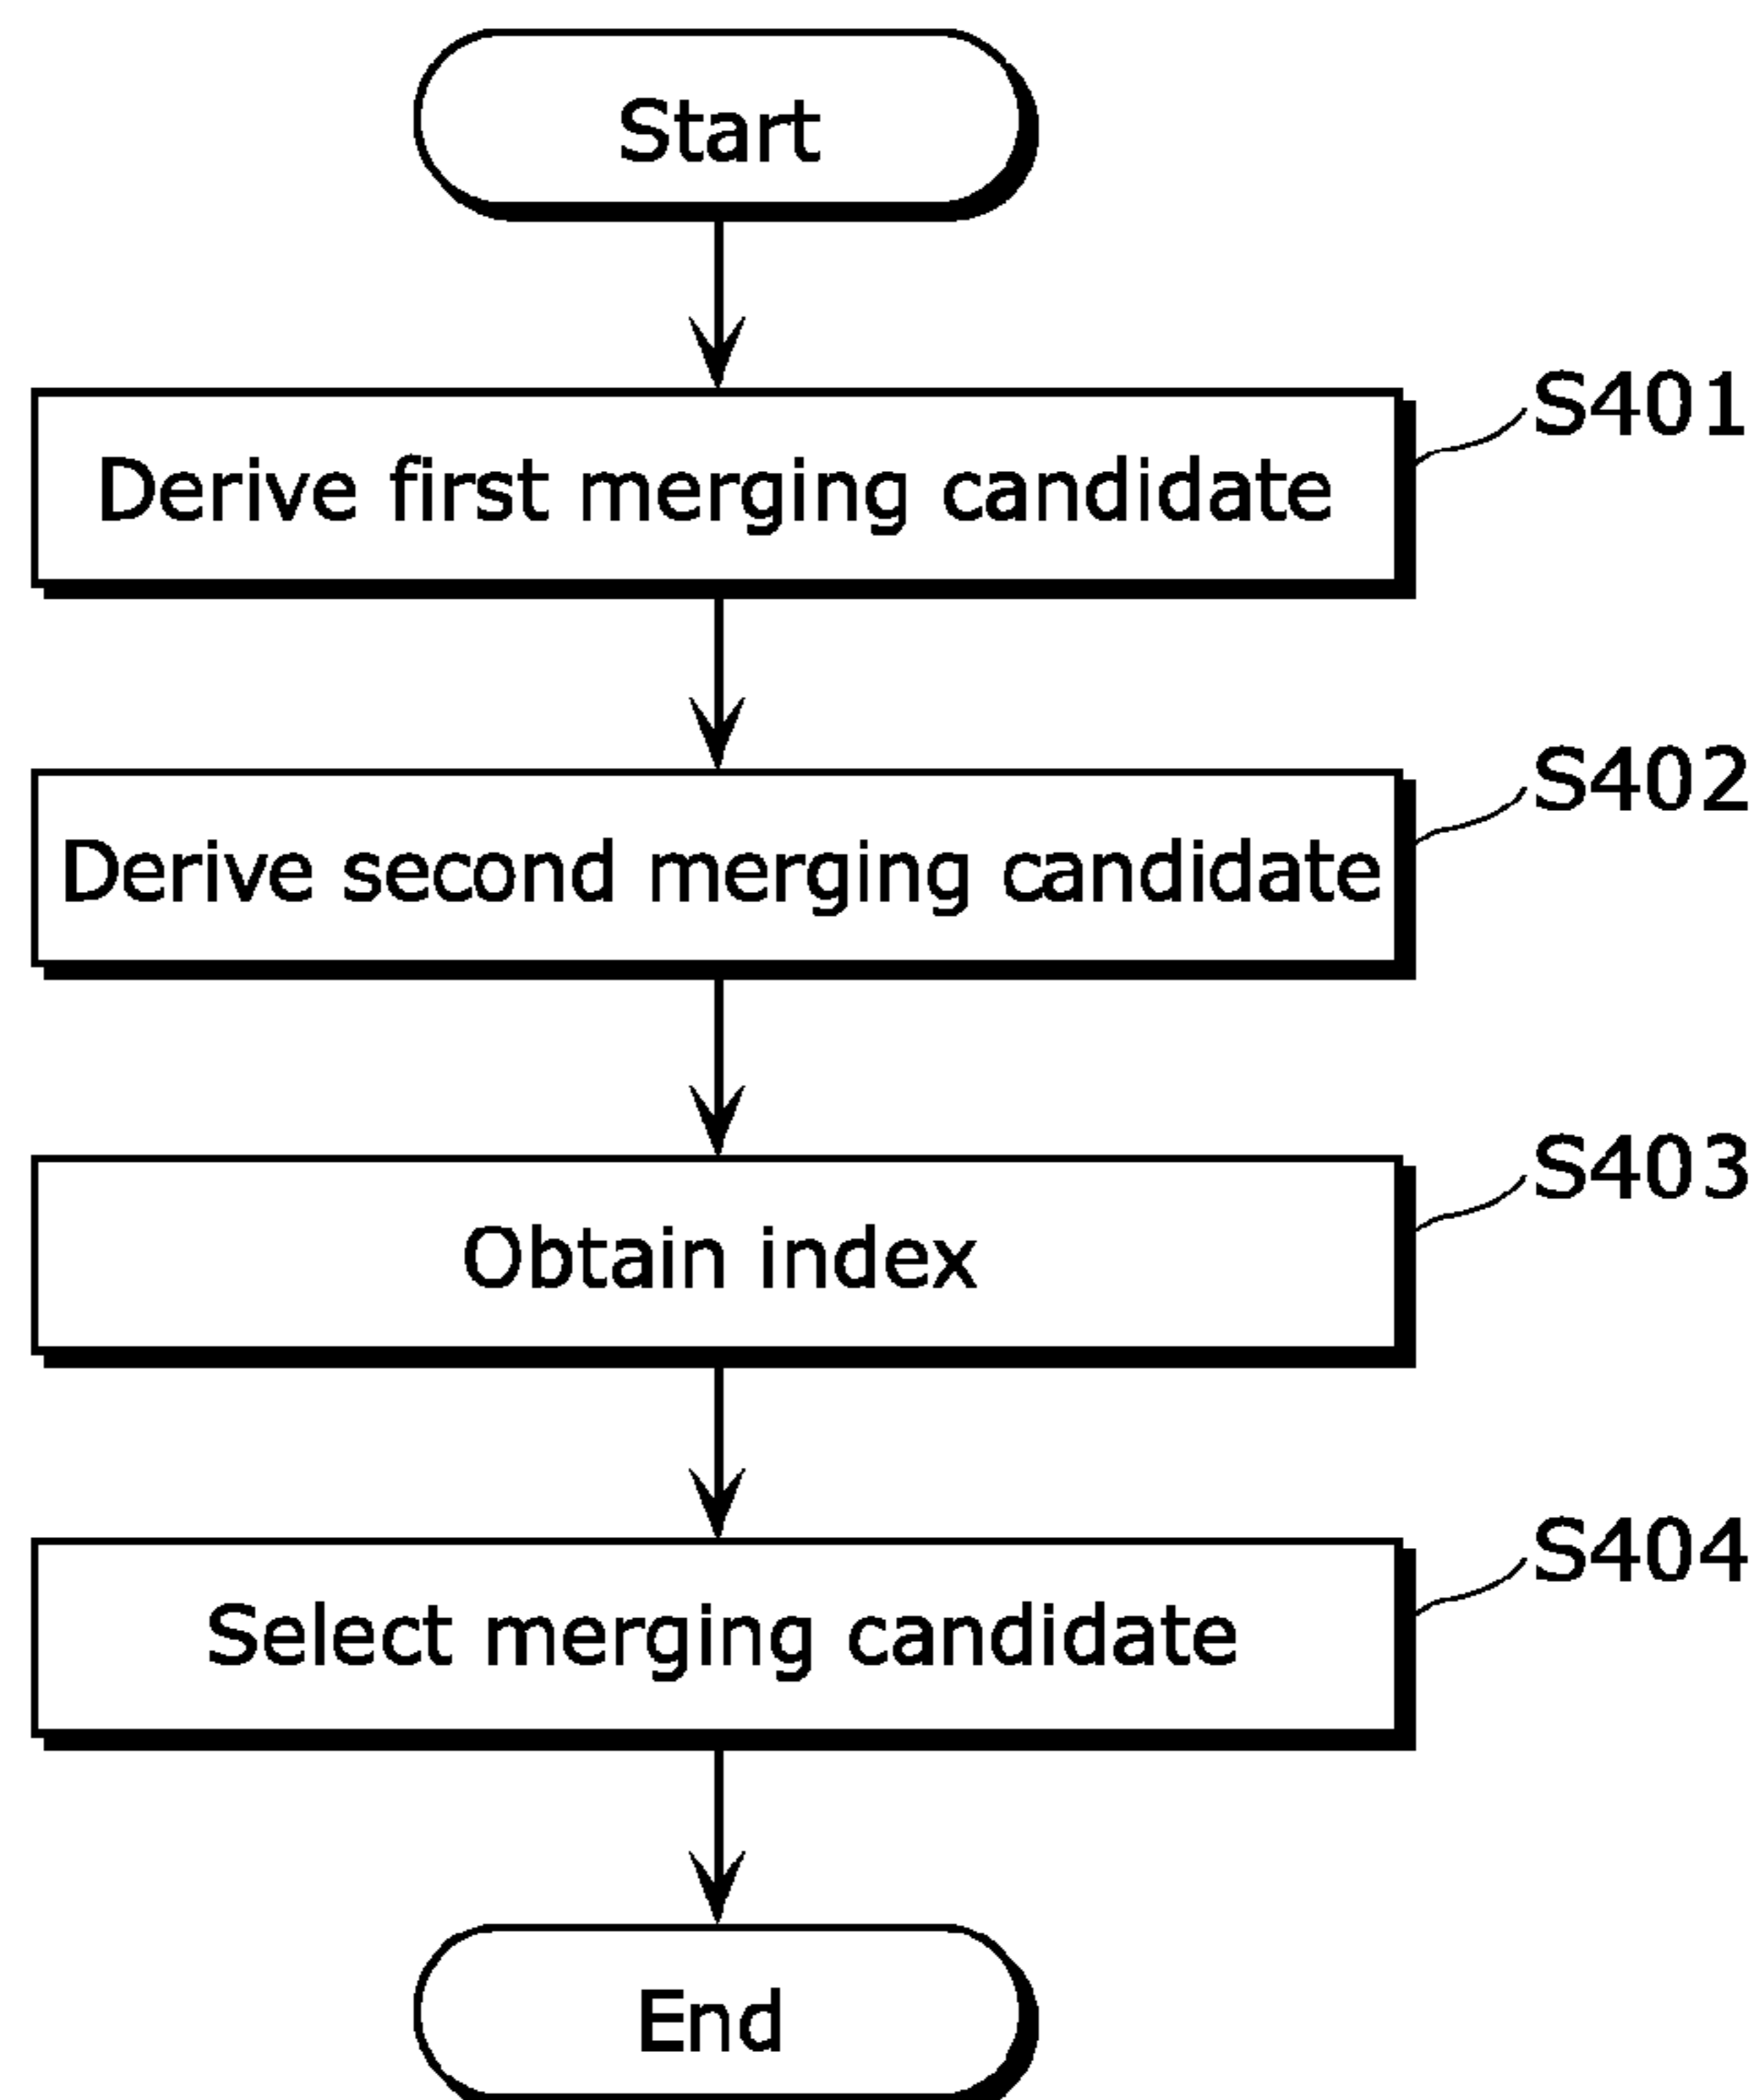 Start
S401
Derive first merging candidate
S402
Derive second merging candidate
S403
Obtain index
S404
Select merging candidate
End